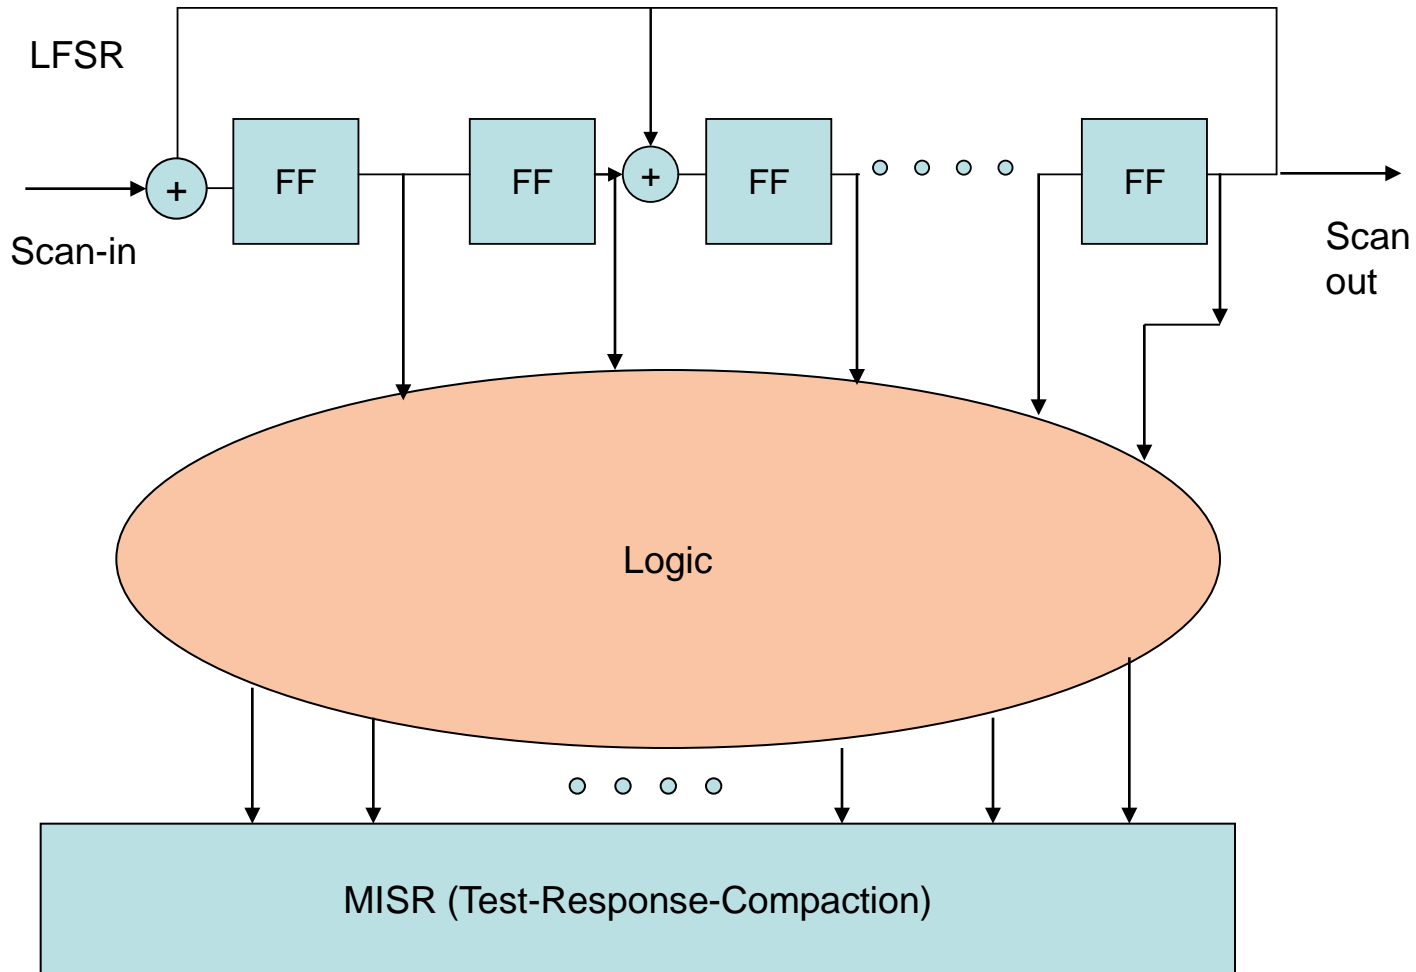 LFSR
+
FF
FF
+
FF
FF
Scan-in
Scan
out
Logic
MISR (Test-Response-Compaction)